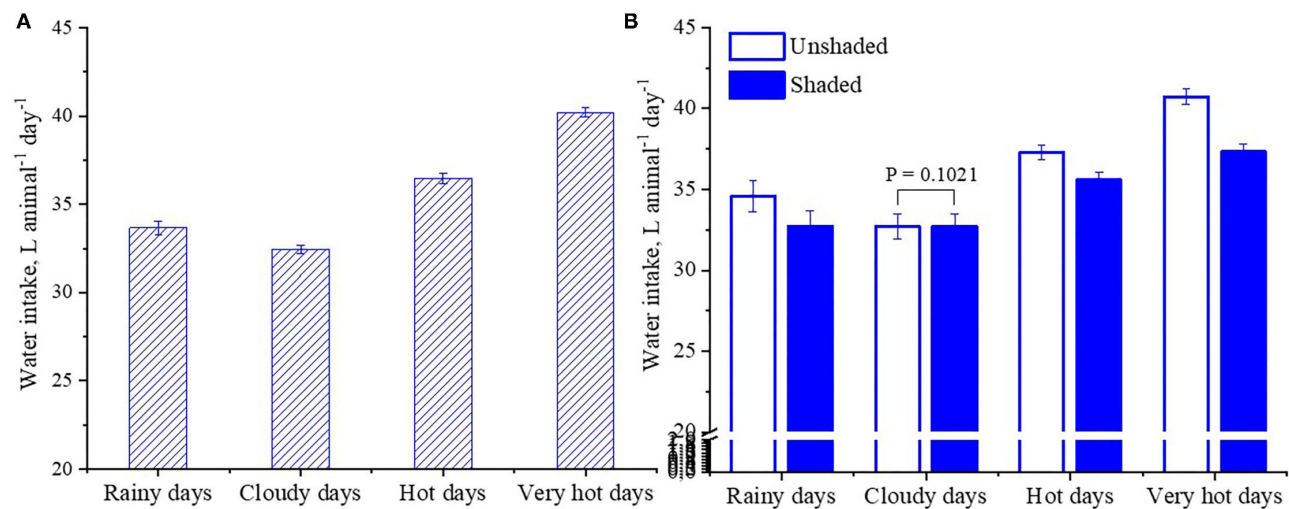 A
45
40
35
30
25
20
Water intake, L animal⁻¹ day⁻¹
Rainy days
Cloudy days
Hot days
Very hot days
B
45
40
35
30
25
20
Water intake, L animal⁻¹ day⁻¹
Unshaded
Shaded
P = 0.1021
Rainy days
Cloudy days
Hot days
Very hot days